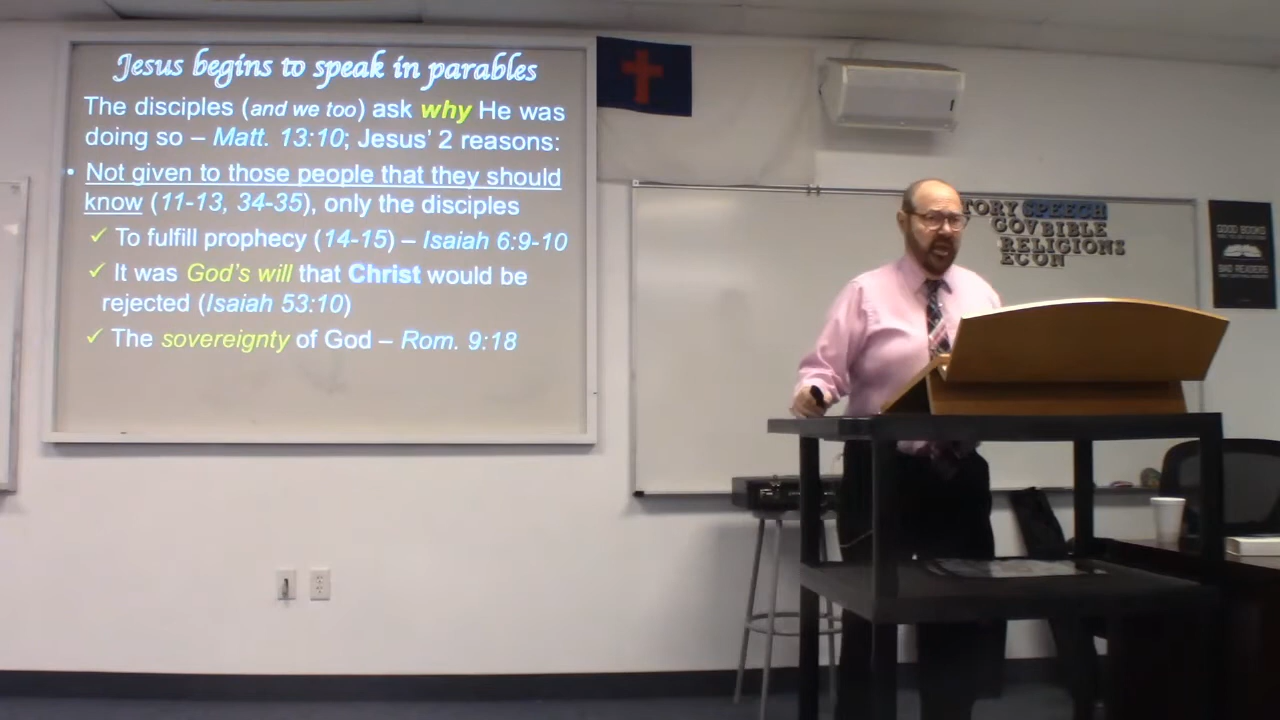 Jesus begins to speak in parables
The disciples (and we too) ask why He was
doing so – Matt. 13:10; Jesus' 2 reasons:
• Not given to those people that they should
know (11-13, 34-35), only the disciples
✓ To fulfill prophecy (14-15) – Isaiah 6:9-10
✓ It was God's will that Christ would be
rejected (Isaiah 53:10)
✓ The sovereignty of God – Rom. 9:18
TORY SPEECH
GOV BIBLE
RELIGIONS
ECON
GOOD BOOKS
BAD READERS